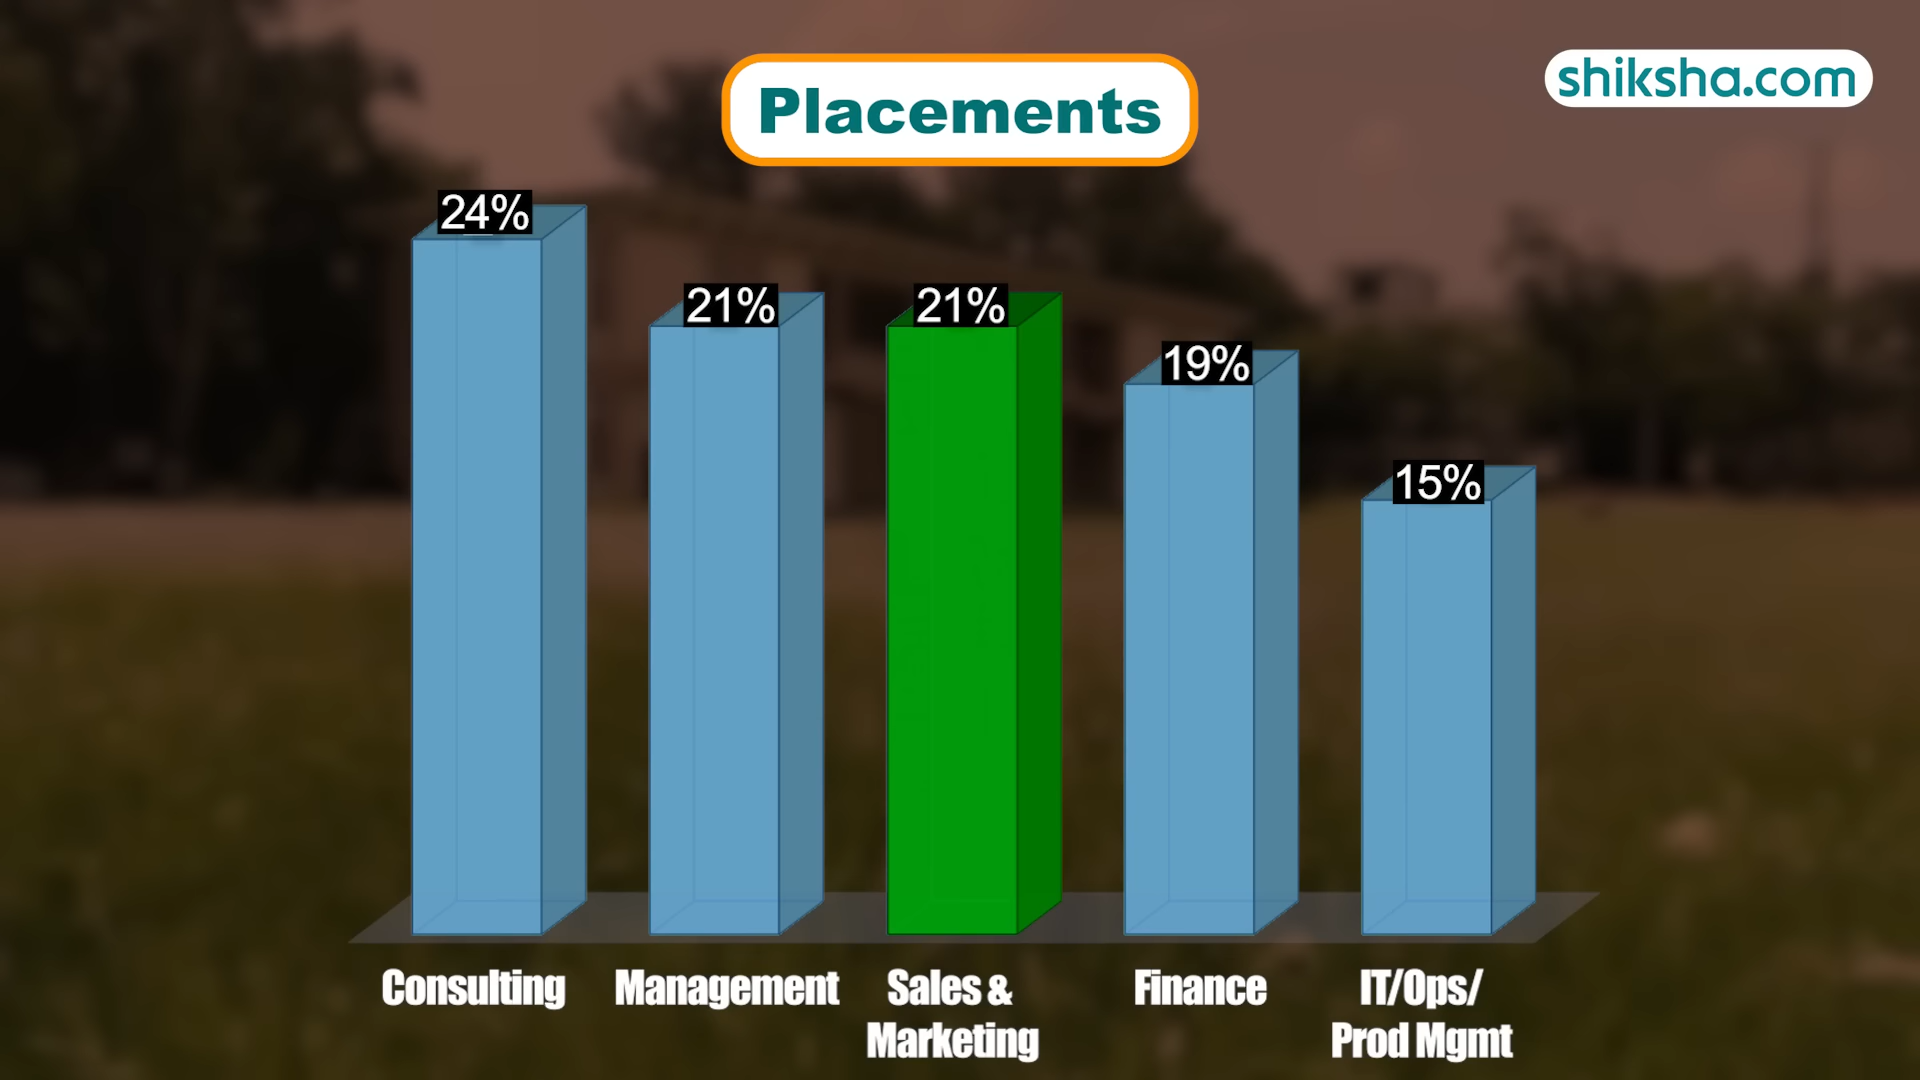 Placements
shiksha.com
24%
21%
21%
19%
15%
Consulting
Management
Sales &
Marketing
Finance
IT/Ops/
Prod Mgmt